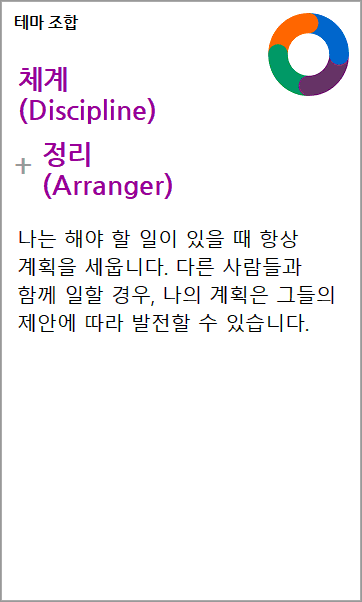 테마 조합
체계
(Discipline)
+ 정리
(Arranger)
나는 해야 할 일이 있을 때 항상
계획을 세웁니다. 다른 사람들과
함께 일할 경우, 나의 계획은 그들의
제안에 따라 발전할 수 있습니다.